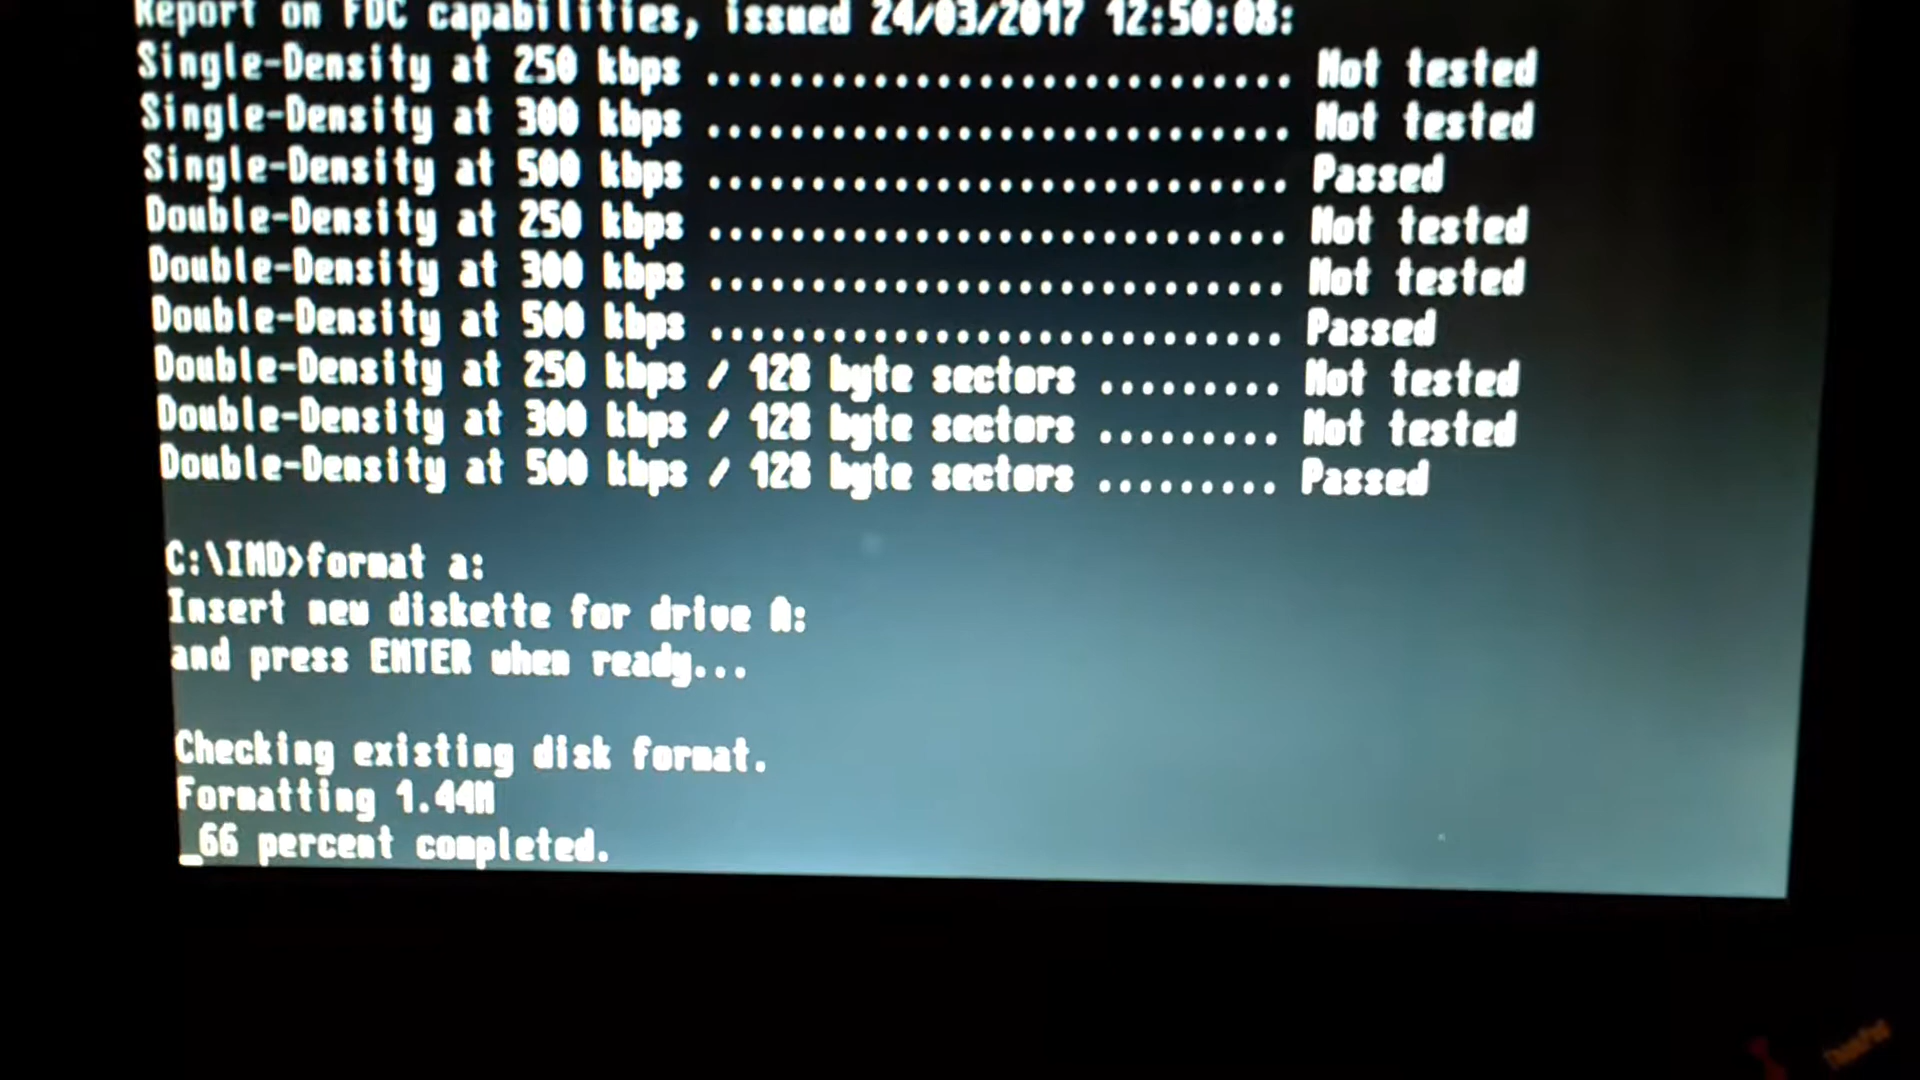 Report on FDC capabilities, issued 24/03/2017 12:50:08:
Single-Density at 250 kbps ............................ Not tested
Single-Density at 300 kbps ............................ Not tested
Single-Density at 500 kbps ............................ Passed
Double-Density at 250 kbps ............................ Not tested
Double-Density at 300 kbps ............................ Not tested
Double-Density at 500 kbps ............................ Passed
Double-Density at 250 kbps / 128 byte sectors ......... Not tested
Double-Density at 300 kbps / 128 byte sectors ......... Not tested
Double-Density at 500 kbps / 128 byte sectors ......... Passed
C:\IMD>format a:
Insert new diskette for drive A:
and press ENTER when ready...
Checking existing disk format.
Formatting 1.44M
_66 percent completed.
ThinkPad